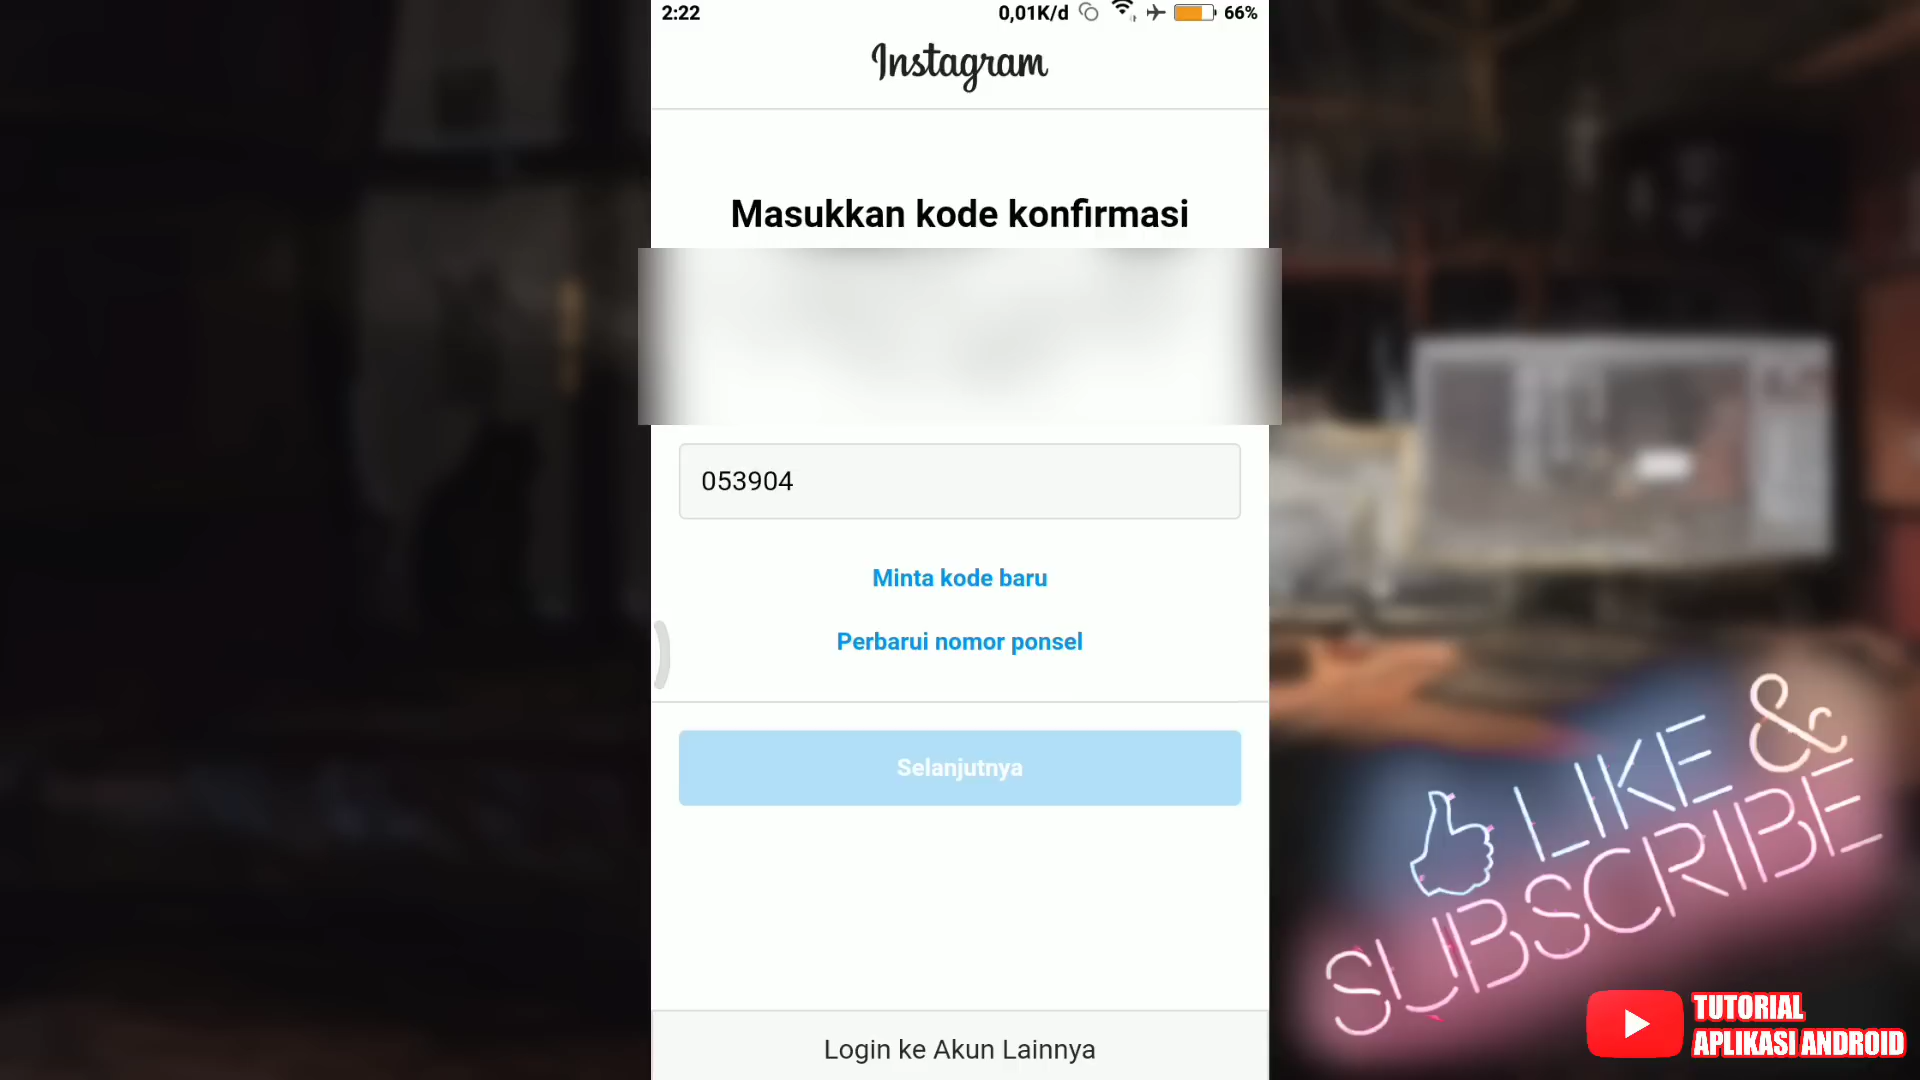 2:22
0,01K/d
66%
Instagram
Masukkan kode konfirmasi
053904
Minta kode baru
Perbarui nomor ponsel
Selanjutnya
Login ke Akun Lainnya
LIKE &
SUBSCRIBE
TUTORIAL
APLIKASI ANDROID